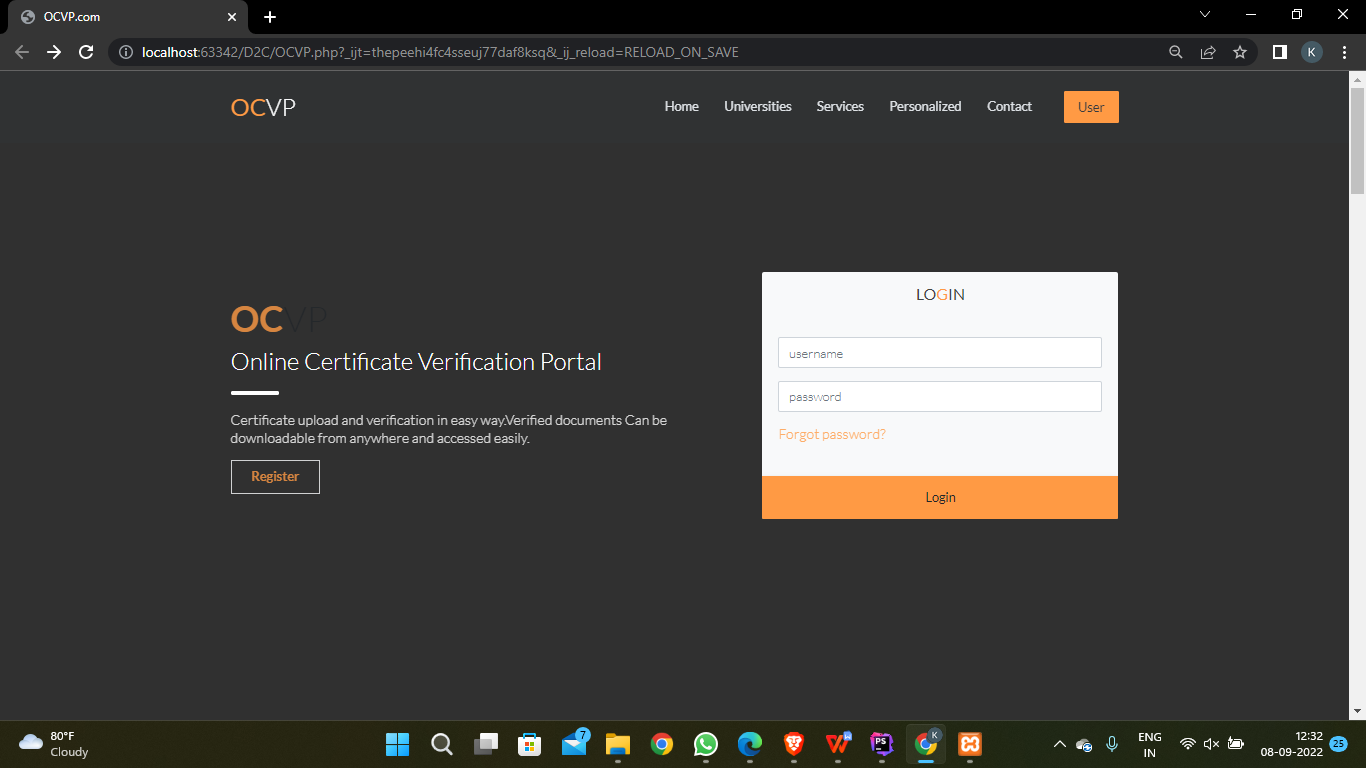 OCVP.com
localhost:63342/D2C/OCVP.php?_ijt=thepeehi4fc4sseuj77daf8ksq&_ij_reload=RELOAD_ON_SAVE
K
OCVP
Home Universities Services Personalized Contact User
LOGIN
OCVP
Online Certificate Verification Portal
username
password
Certificate upload and verification in easy way.Verified documents Can be
downloadable from anywhere and accessed easily.
Forgot password?
Register
Login
80°F
Cloudy
7
W
PS
K
ENG
IN
12:32
08-09-2022
25